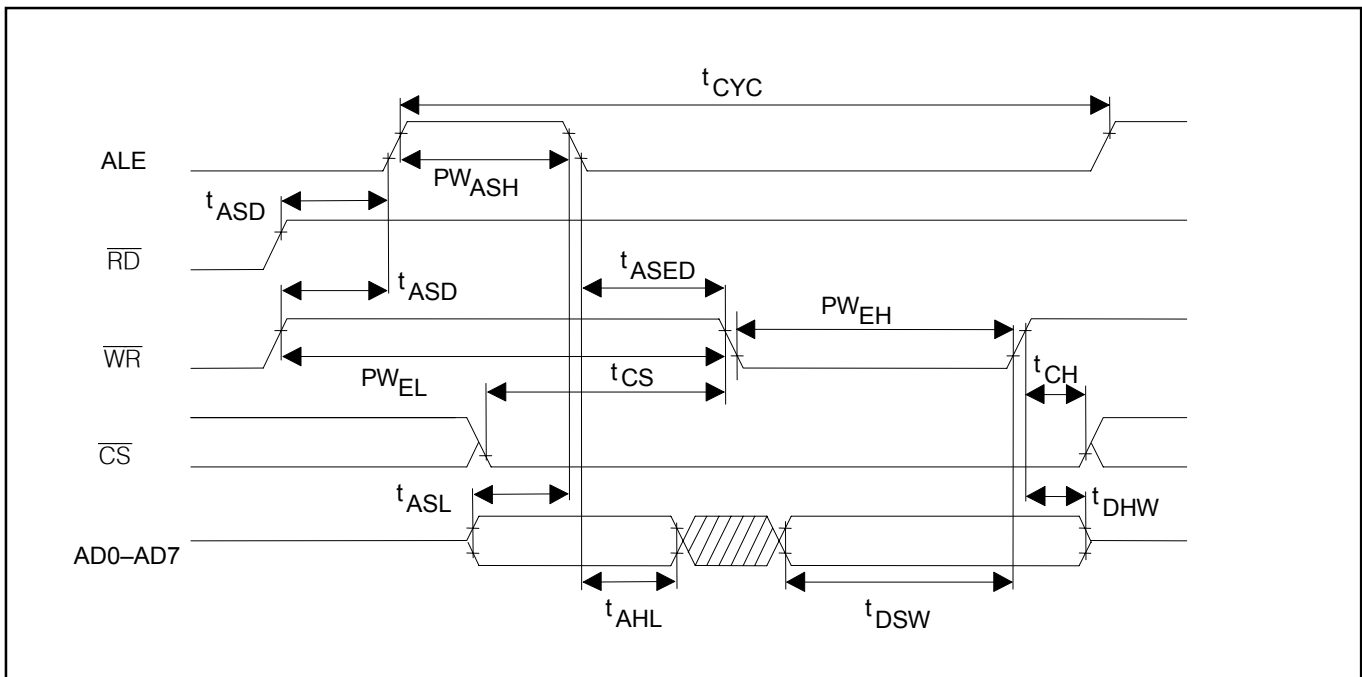 tCYC
ALE
PWASH
tASD
RD
tASED
tASD
PWEH
WR
PWEL
tCS
tCH
CS
tASL
tDHW
AD0–AD7
tAHL
tDSW